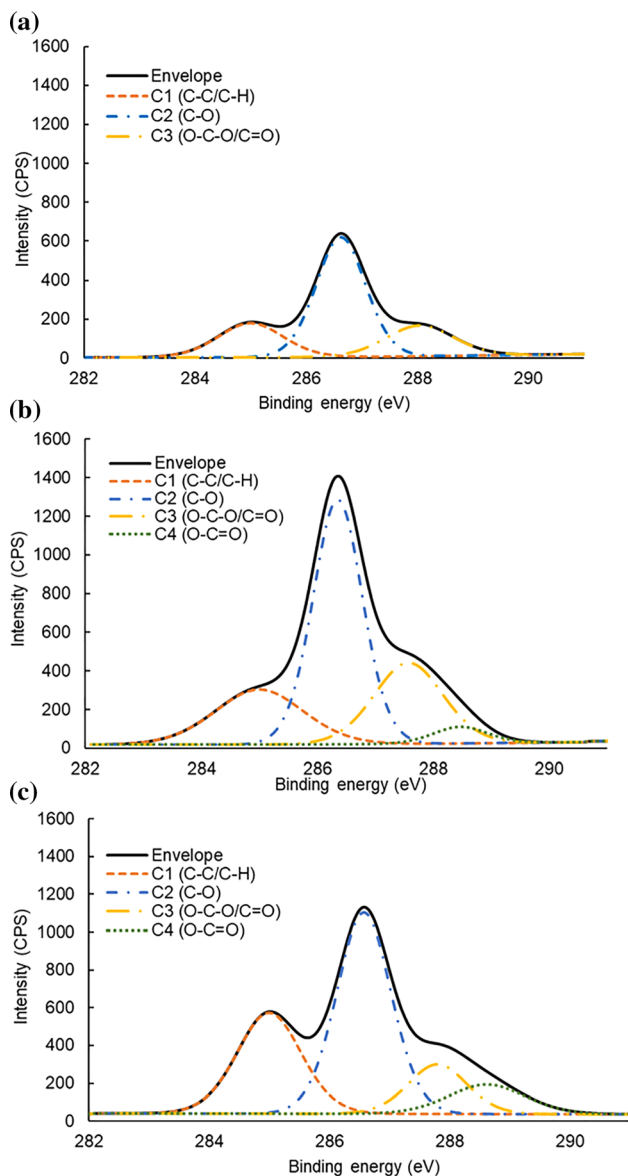 (a)
1600
1400
1200
1000
800
600
400
200
0
Intensity (CPS)
Envelope
C1 (C-C/C-H)
C2 (C-O)
C3 (O-C-O/C=O)
282 284 286 288 290
Binding energy (eV)
(b)
1600
1400
1200
1000
800
600
400
200
0
Intensity (CPS)
Envelope
C1 (C-C/C-H)
C2 (C-O)
C3 (O-C-O/C=O)
C4 (O-C=O)
282 284 286 288 290
Binding energy (eV)
(c)
1600
1400
1200
1000
800
600
400
200
0
Intensity (CPS)
Envelope
C1 (C-C/C-H)
C2 (C-O)
C3 (O-C-O/C=O)
C4 (O-C=O)
282 284 286 288 290
Binding energy (eV)